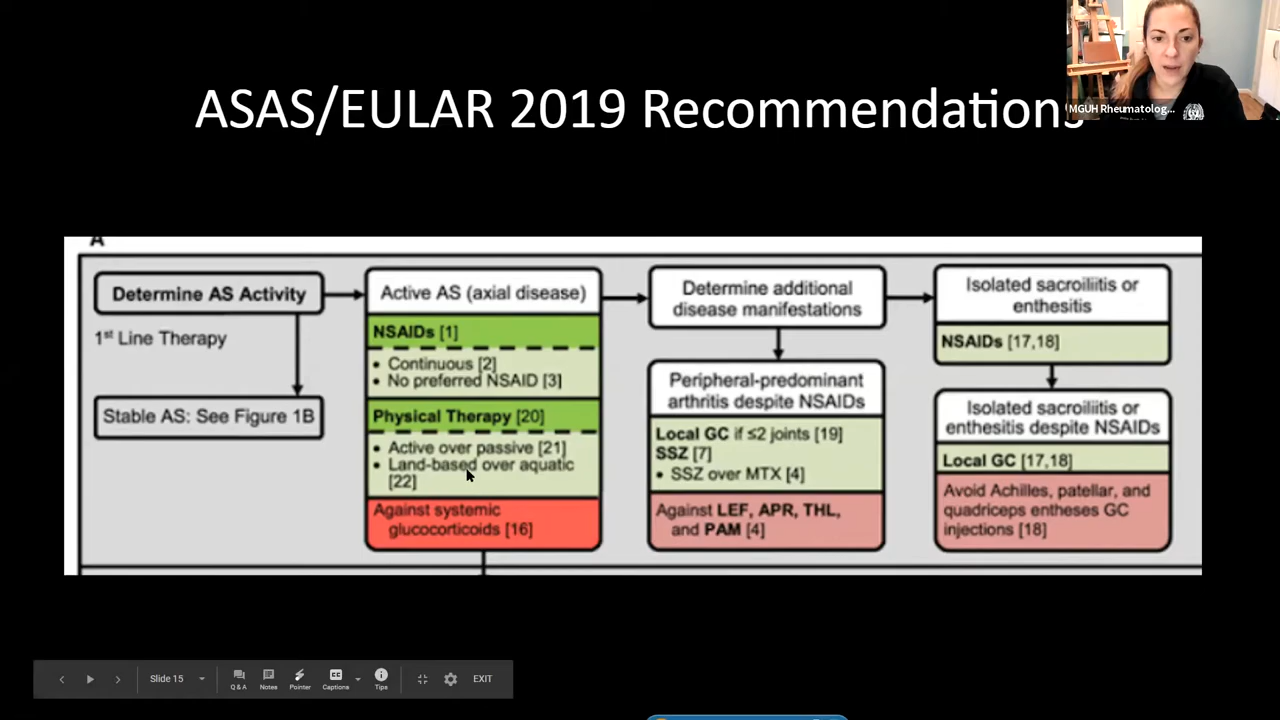 ASAS/EULAR 2019 Recommendations
MGUH Rheumatolog...
A
Determine AS Activity
1st Line Therapy
Stable AS: See Figure 1B
Active AS (axial disease)
NSAIDs [1]
• Continuous [2]
• No preferred NSAID [3]
Physical Therapy [20]
• Active over passive [21]
• Land-based over aquatic
[22]
Against systemic
glucocorticoids [16]
Determine additional
disease manifestations
Peripheral-predominant
arthritis despite NSAIDs
Local GC if ≤2 joints [19]
SSZ [7]
• SSZ over MTX [4]
Against LEF, APR, THL,
and PAM [4]
Isolated sacroiliitis or
enthesitis
NSAIDs [17,18]
Isolated sacroiliitis or
enthesitis despite NSAIDs
Local GC [17,18]
Avoid Achilles, patellar, and
quadriceps entheses GC
injections [18]
Slide 15
Q & A
Notes
Pointer
Captions
Tips
EXIT